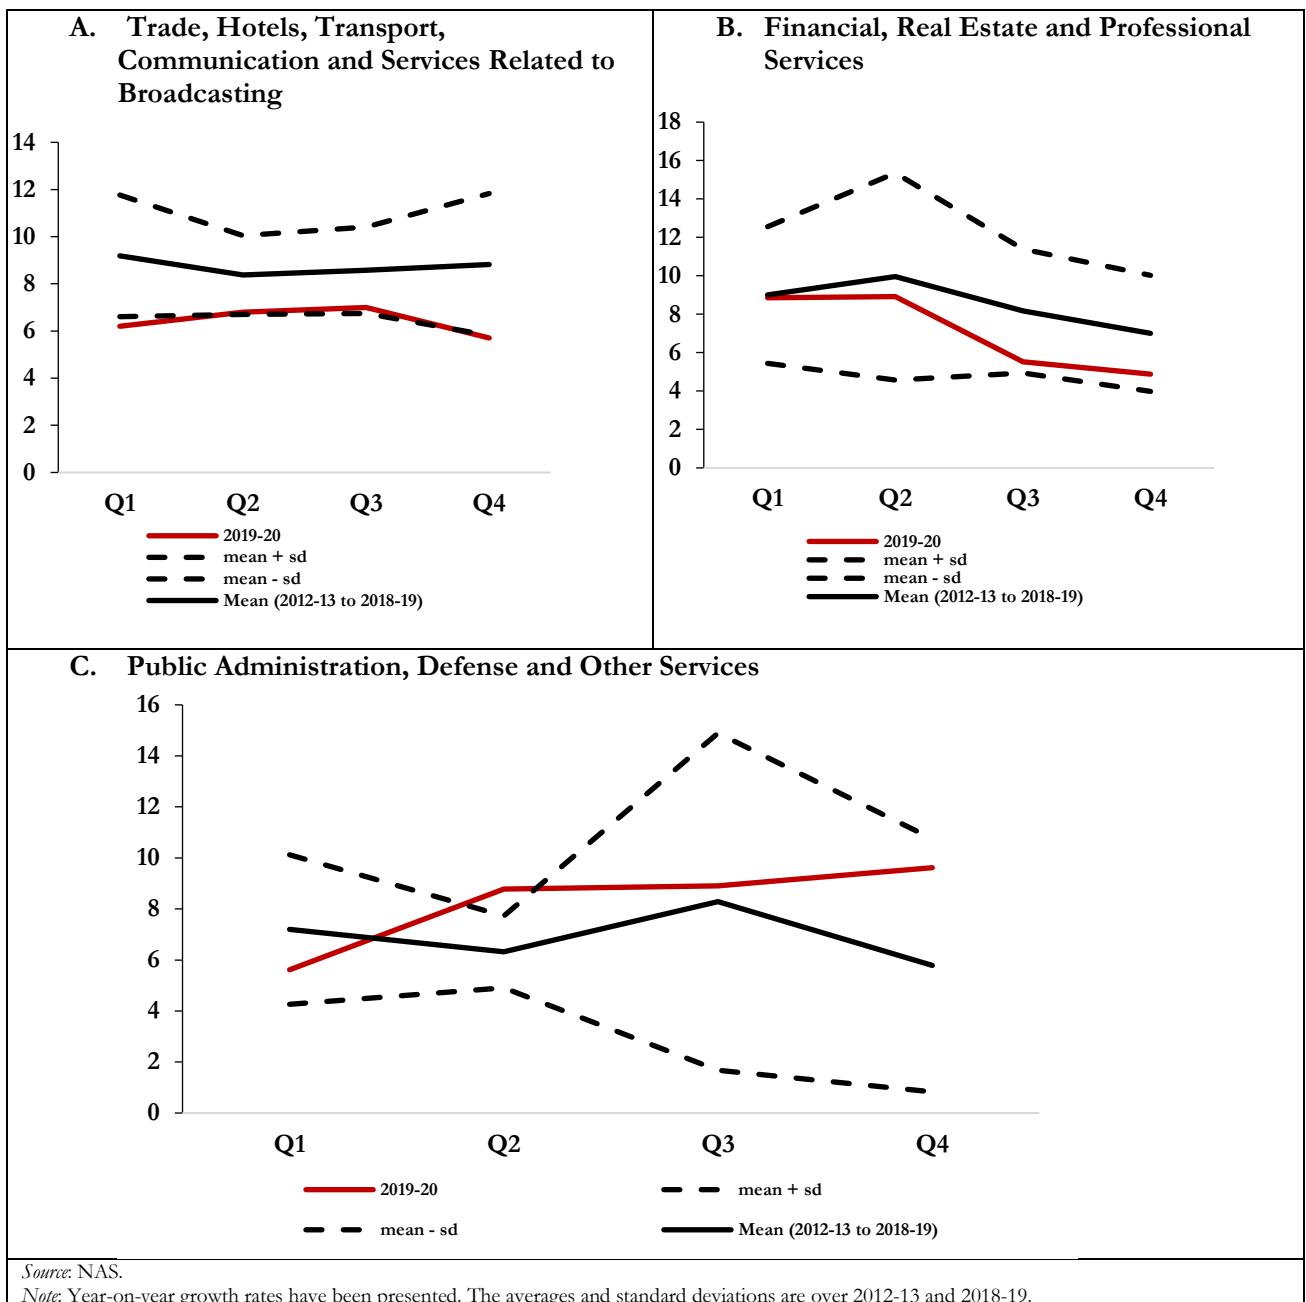 A. Trade, Hotels, Transport,
Communication and Services Related to
Broadcasting
14
12
10
8
6
4
2
0
Q1 Q2 Q3 Q4
2019-20
mean + sd
mean - sd
Mean (2012-13 to 2018-19)
B. Financial, Real Estate and Professional
Services
18
16
14
12
10
8
6
4
2
0
Q1 Q2 Q3 Q4
2019-20
mean + sd
mean - sd
Mean (2012-13 to 2018-19)
C. Public Administration, Defense and Other Services
16
14
12
10
8
6
4
2
0
Q1 Q2 Q3 Q4
2019-20 mean + sd
mean - sd Mean (2012-13 to 2018-19)
Source: NAS.
Note: Year-on-year growth rates have been presented. The averages and standard deviations are over 2012-13 and 2018-19.